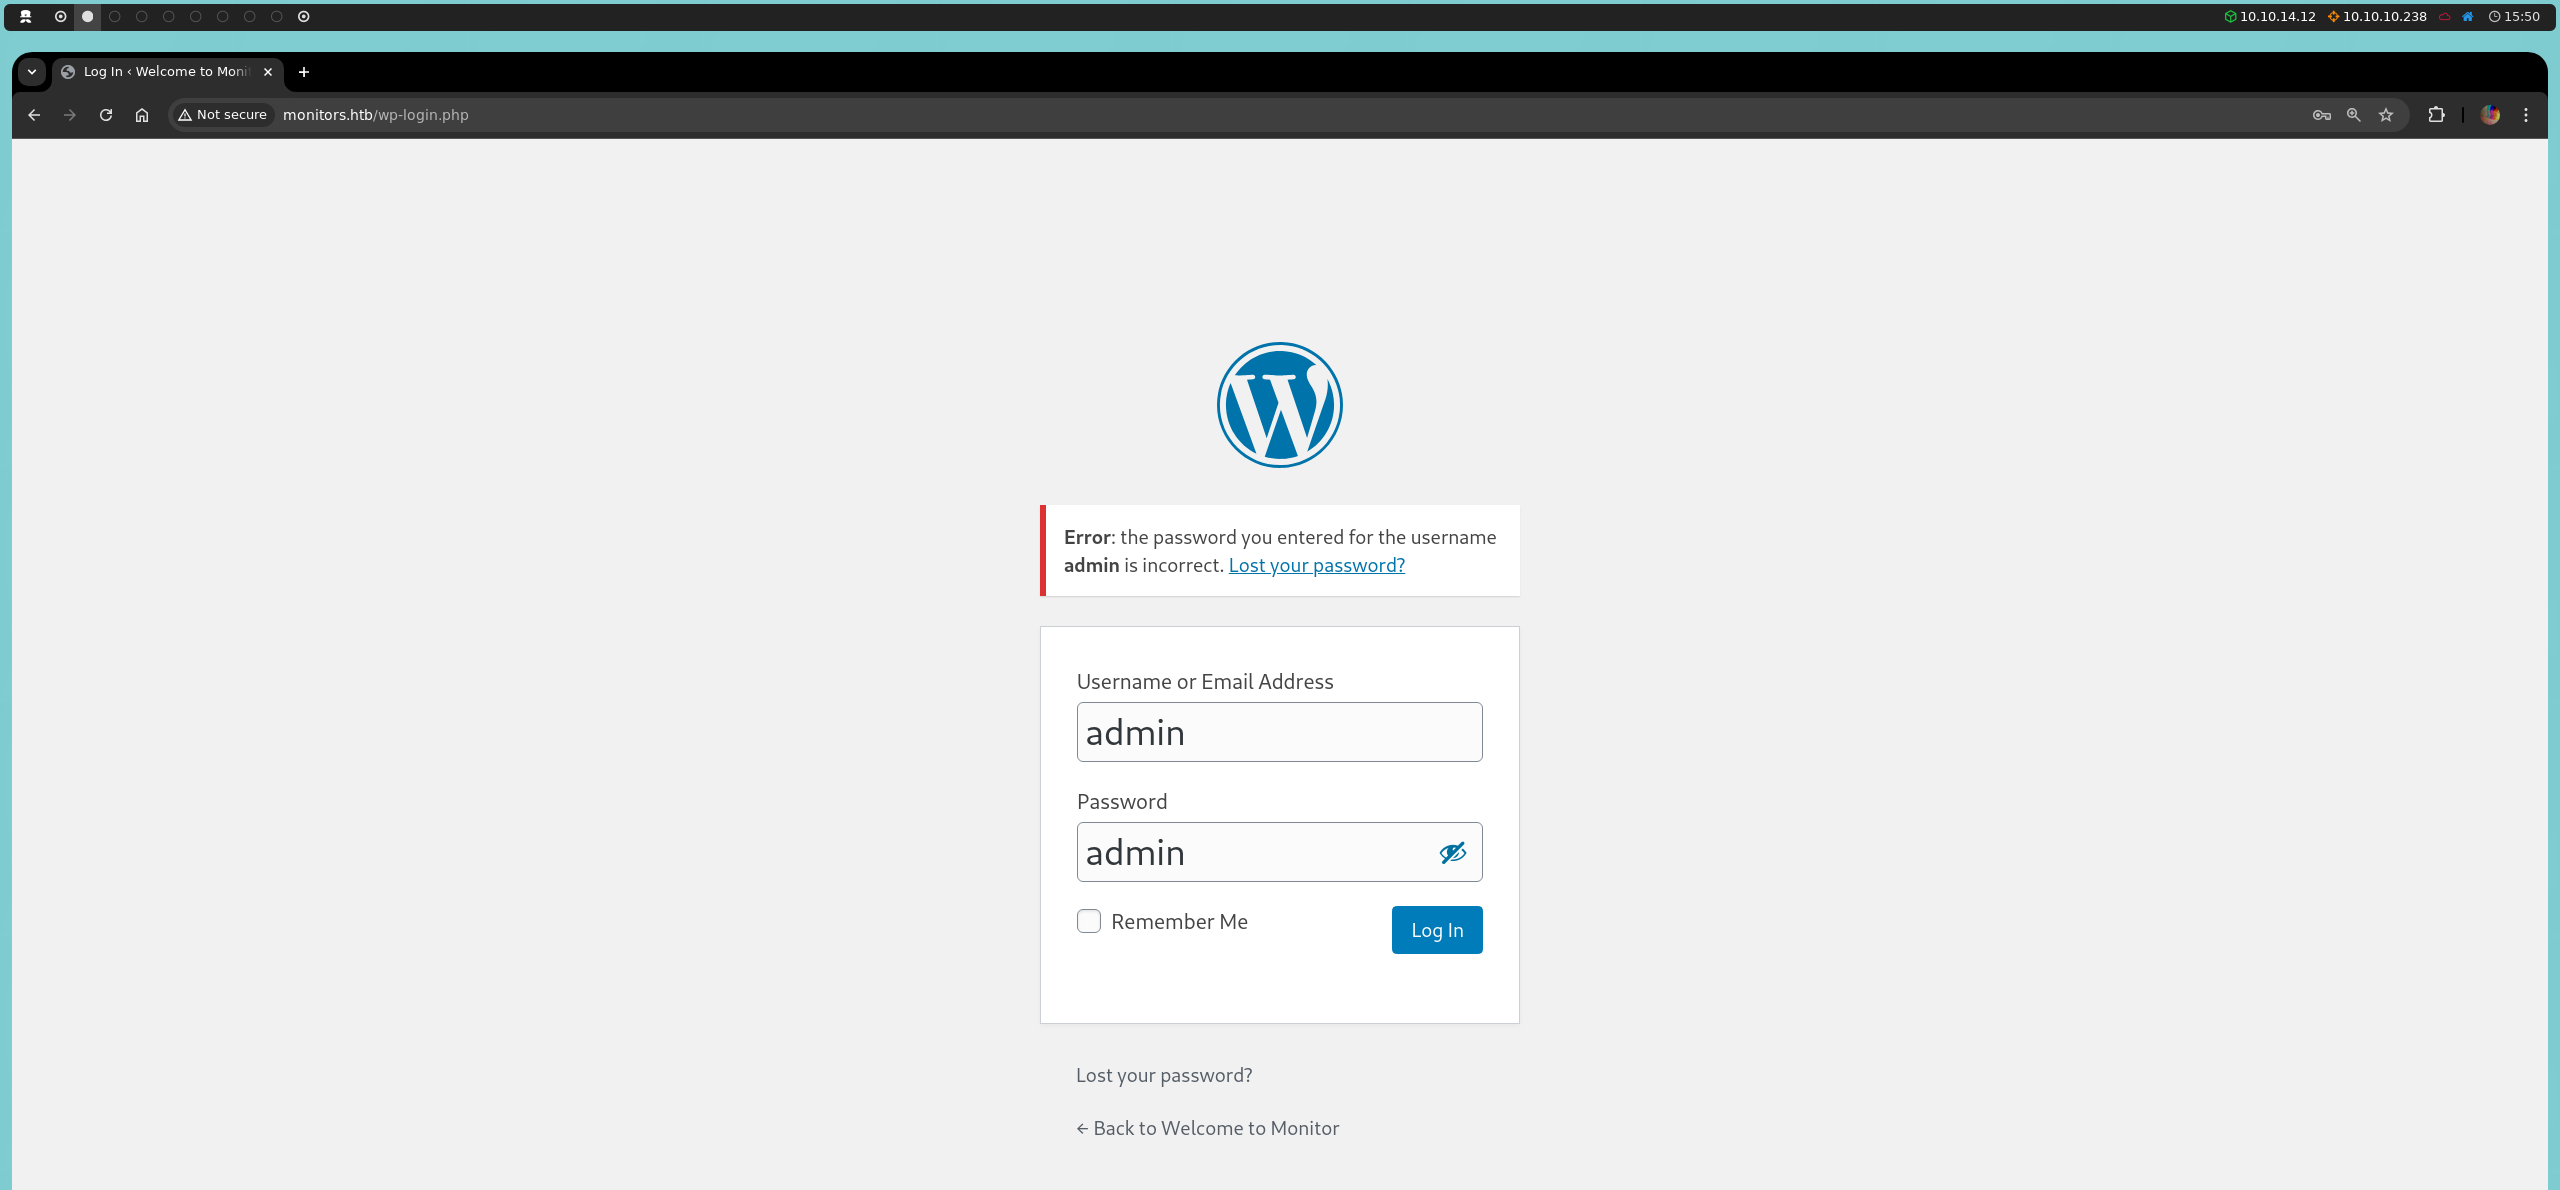 10.10.14.12 10.10.10.238 15:50
Log In ‹ Welcome to Moni
Not secure monitors.htb/wp-login.php
Error: the password you entered for the username
admin is incorrect. Lost your password?
Username or Email Address
admin
Password
admin
Remember Me Log In
Lost your password?
← Back to Welcome to Monitor